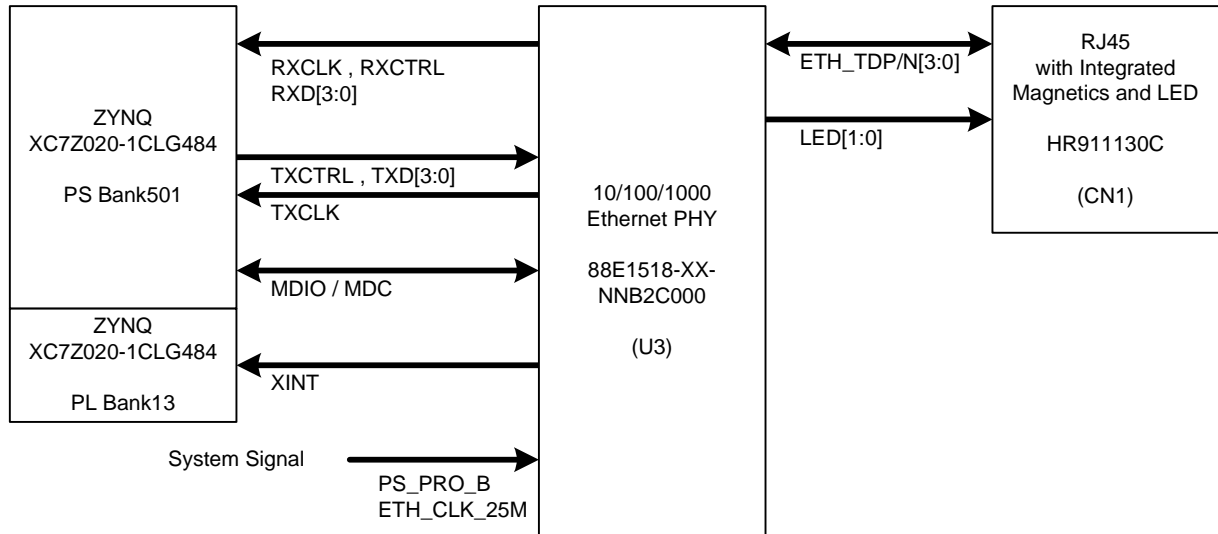 ZYNQ
XC7Z020-1CLG484
PS Bank501
RXCLK , RXCTRL
RXD[3:0]
TXCTRL , TXD[3:0]
TXCLK
MDIO / MDC
ZYNQ
XC7Z020-1CLG484
PL Bank13
XINT
System Signal
PS_PRO_B
ETH_CLK_25M
10/100/1000
Ethernet PHY
88E1518-XX-
NNB2C000
(U3)
ETH_TDP/N[3:0]
LED[1:0]
RJ45
with Integrated
Magnetics and LED
HR911130C
(CN1)